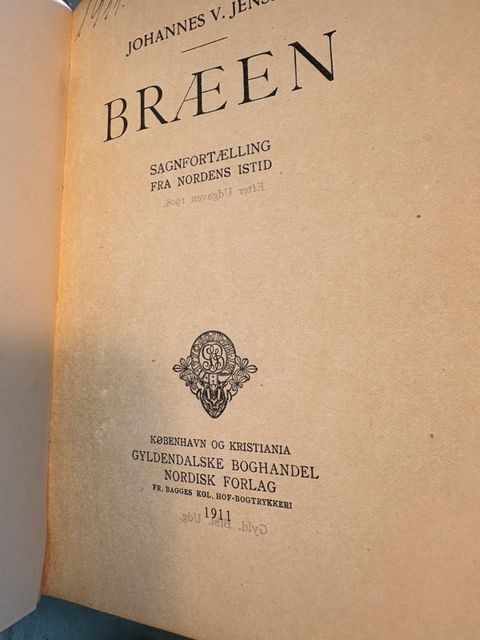 1911
JOHANNES V. JENS
BRÆEN
SAGNFORTÆLLING
FRA NORDENS ISTID
Efter Udgaven 1908.
KØBENHAVN OG KRISTIANIA
GYLDENDALSKE BOGHANDEL
NORDISK FORLAG
FR. BAGGES KGL. HOF-BOGTRYKKERI
1911
Gyld. Bibl. Udg.